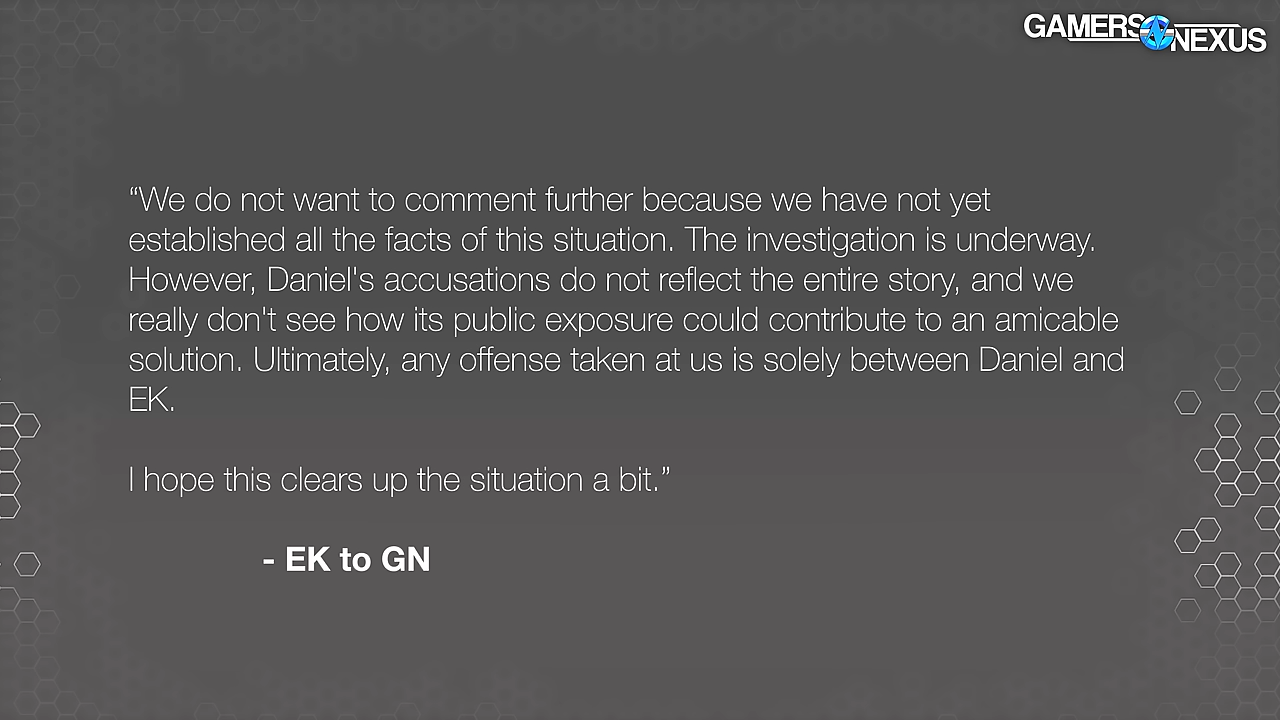 GAMERS NEXUS
“We do not want to comment further because we have not yet
established all the facts of this situation. The investigation is underway.
However, Daniel's accusations do not reflect the entire story, and we
really don't see how its public exposure could contribute to an amicable
solution. Ultimately, any offense taken at us is solely between Daniel and
EK.
I hope this clears up the situation a bit.”
- EK to GN